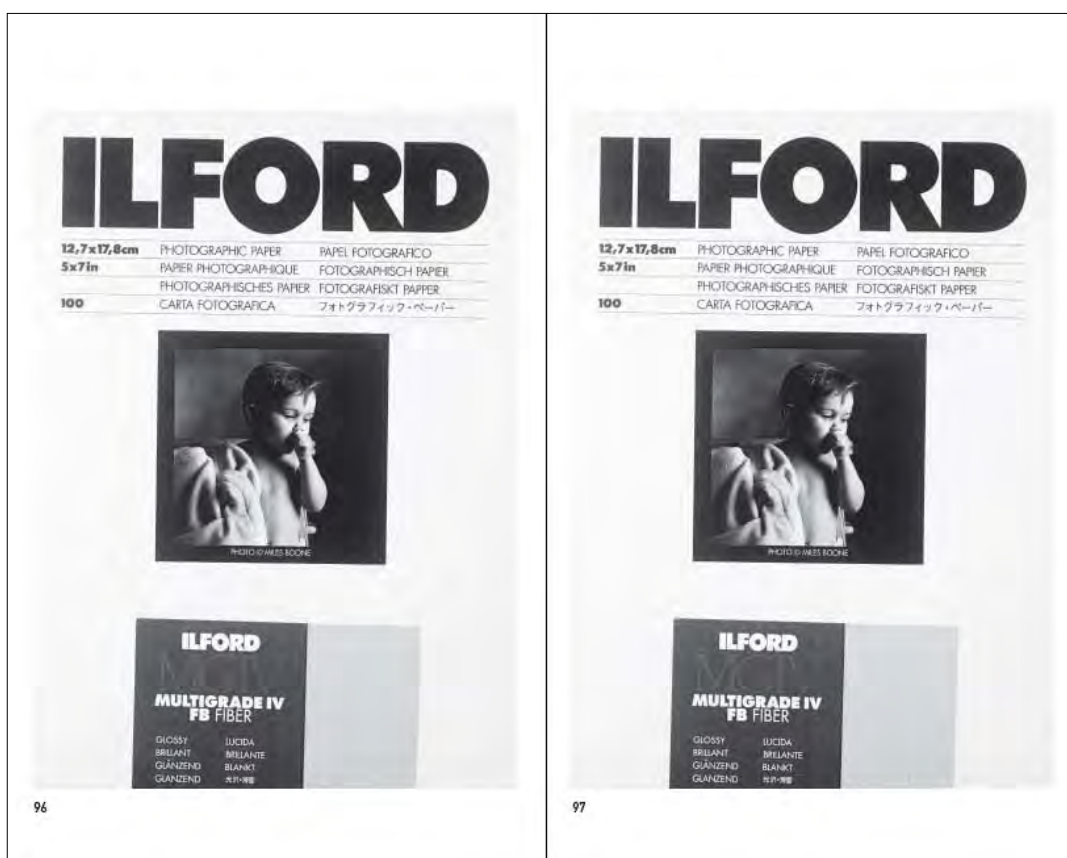 ILFORD
12,7x17,8cm PHOTOGRAPHIC PAPER PAPEL FOTOGRAFICO
5x7in PAPIER PHOTOGRAPHIQUE FOTOGRAPHISCH PAPIER
PHOTOGRAPHISCHES PAPIER FOTOGRAFISKT PAPPER
100 CARTA FOTOGRAFICA フォトグラフィック・ペーパー
PHOTO © MILES BOONE
ILFORD
MULTIGRADE IV
FB FIBER
GLOSSY LUCIDA
BRILLANT BRILLANTE
GLÄNZEND BLANKT
GLANZEND 光沢・薄替
96
ILFORD
12,7x17,8cm PHOTOGRAPHIC PAPER PAPEL FOTOGRAFICO
5x7in PAPIER PHOTOGRAPHIQUE FOTOGRAPHISCH PAPIER
PHOTOGRAPHISCHES PAPIER FOTOGRAFISKT PAPPER
100 CARTA FOTOGRAFICA フォトグラフィック・ペーパー
PHOTO © MILES BOONE
ILFORD
MULTIGRADE IV
FB FIBER
GLOSSY LUCIDA
BRILLANT BRILLANTE
GLÄNZEND BLANKT
GLANZEND
97